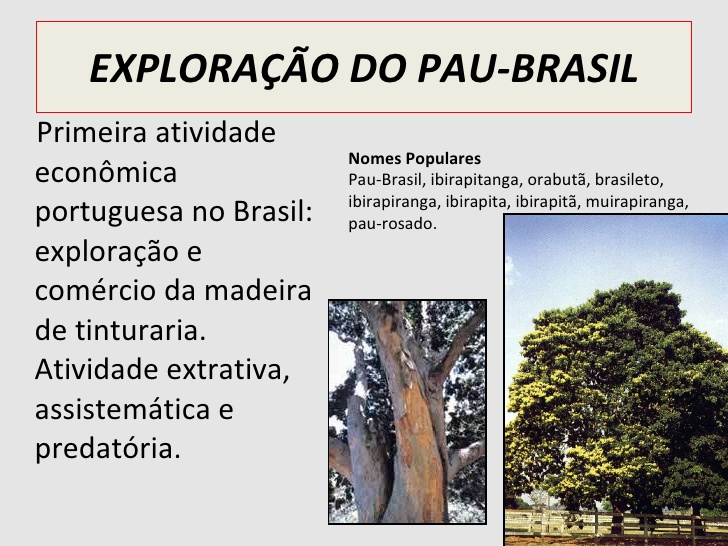 EXPLORAÇÃO DO PAU-BRASIL
Primeira atividade
econômica
portuguesa no Brasil:
exploração e
comércio da madeira
de tinturaria.
Atividade extrativa,
assistemática e
predatória.
Nomes Populares
Pau-Brasil, ibirapitanga, orabutã, brasileto,
ibirapiranga, ibirapita, ibirapitã, muirapiranga,
pau-rosado.